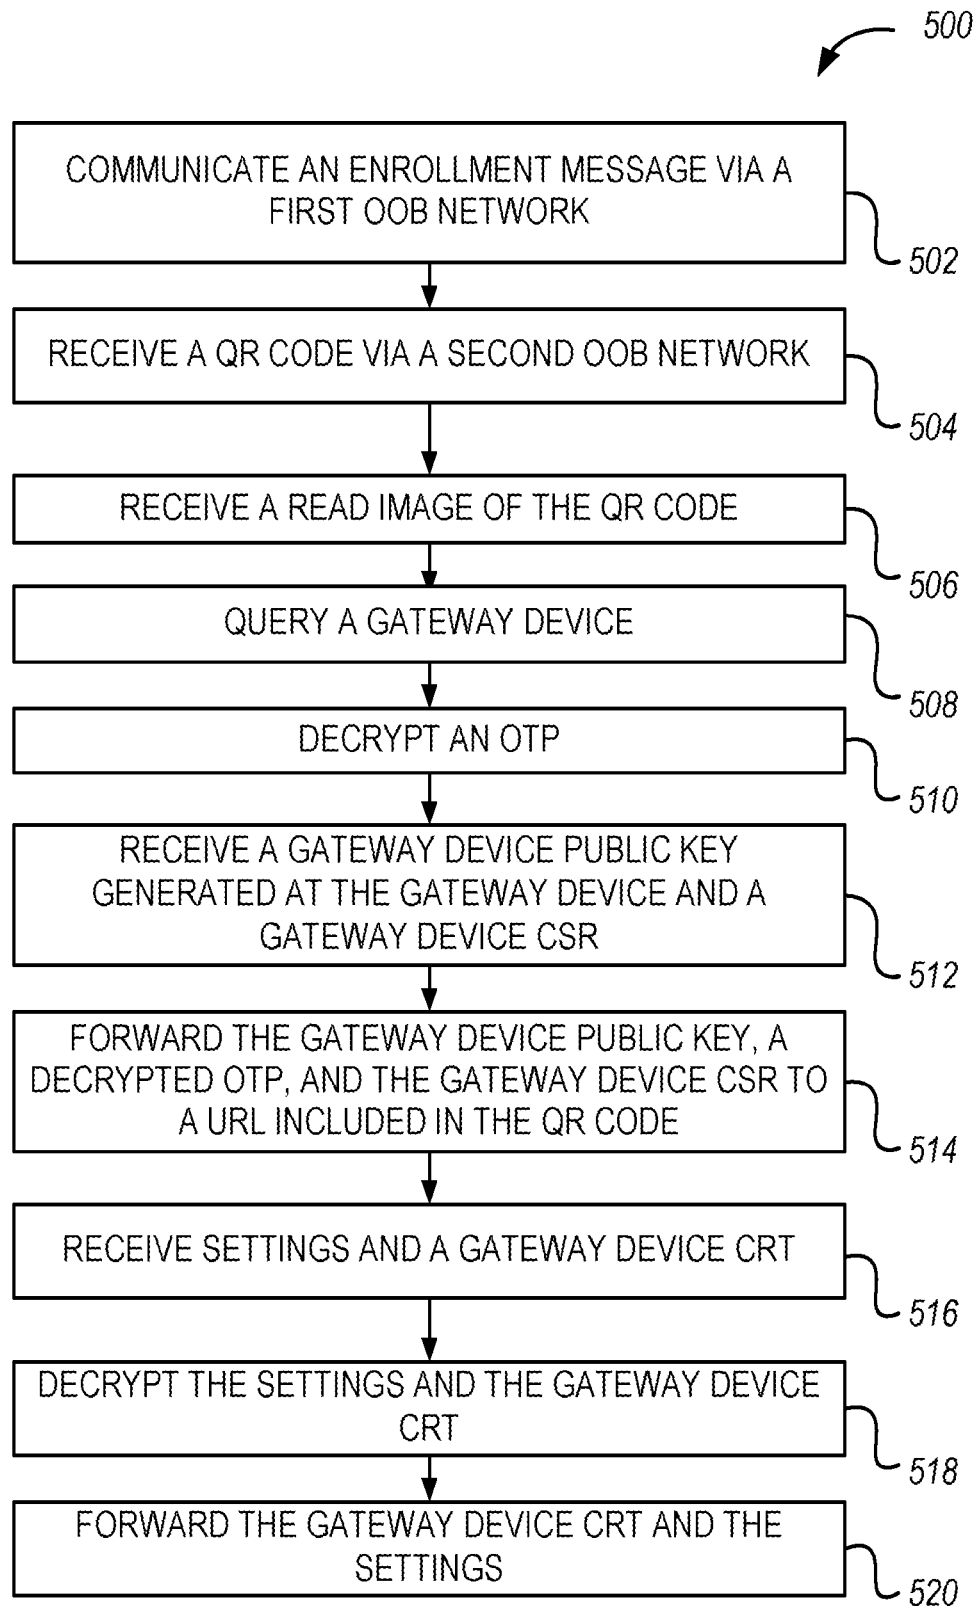 500
COMMUNICATE AN ENROLLMENT MESSAGE VIA A
FIRST OOB NETWORK
502
RECEIVE A QR CODE VIA A SECOND OOB NETWORK
504
RECEIVE A READ IMAGE OF THE QR CODE
506
QUERY A GATEWAY DEVICE
508
DECRYPT AN OTP
510
RECEIVE A GATEWAY DEVICE PUBLIC KEY
GENERATED AT THE GATEWAY DEVICE AND A
GATEWAY DEVICE CSR
512
FORWARD THE GATEWAY DEVICE PUBLIC KEY, A
DECRYPTED OTP, AND THE GATEWAY DEVICE CSR TO
A URL INCLUDED IN THE QR CODE
514
RECEIVE SETTINGS AND A GATEWAY DEVICE CRT
516
DECRYPT THE SETTINGS AND THE GATEWAY DEVICE
CRT
518
FORWARD THE GATEWAY DEVICE CRT AND THE
SETTINGS
520